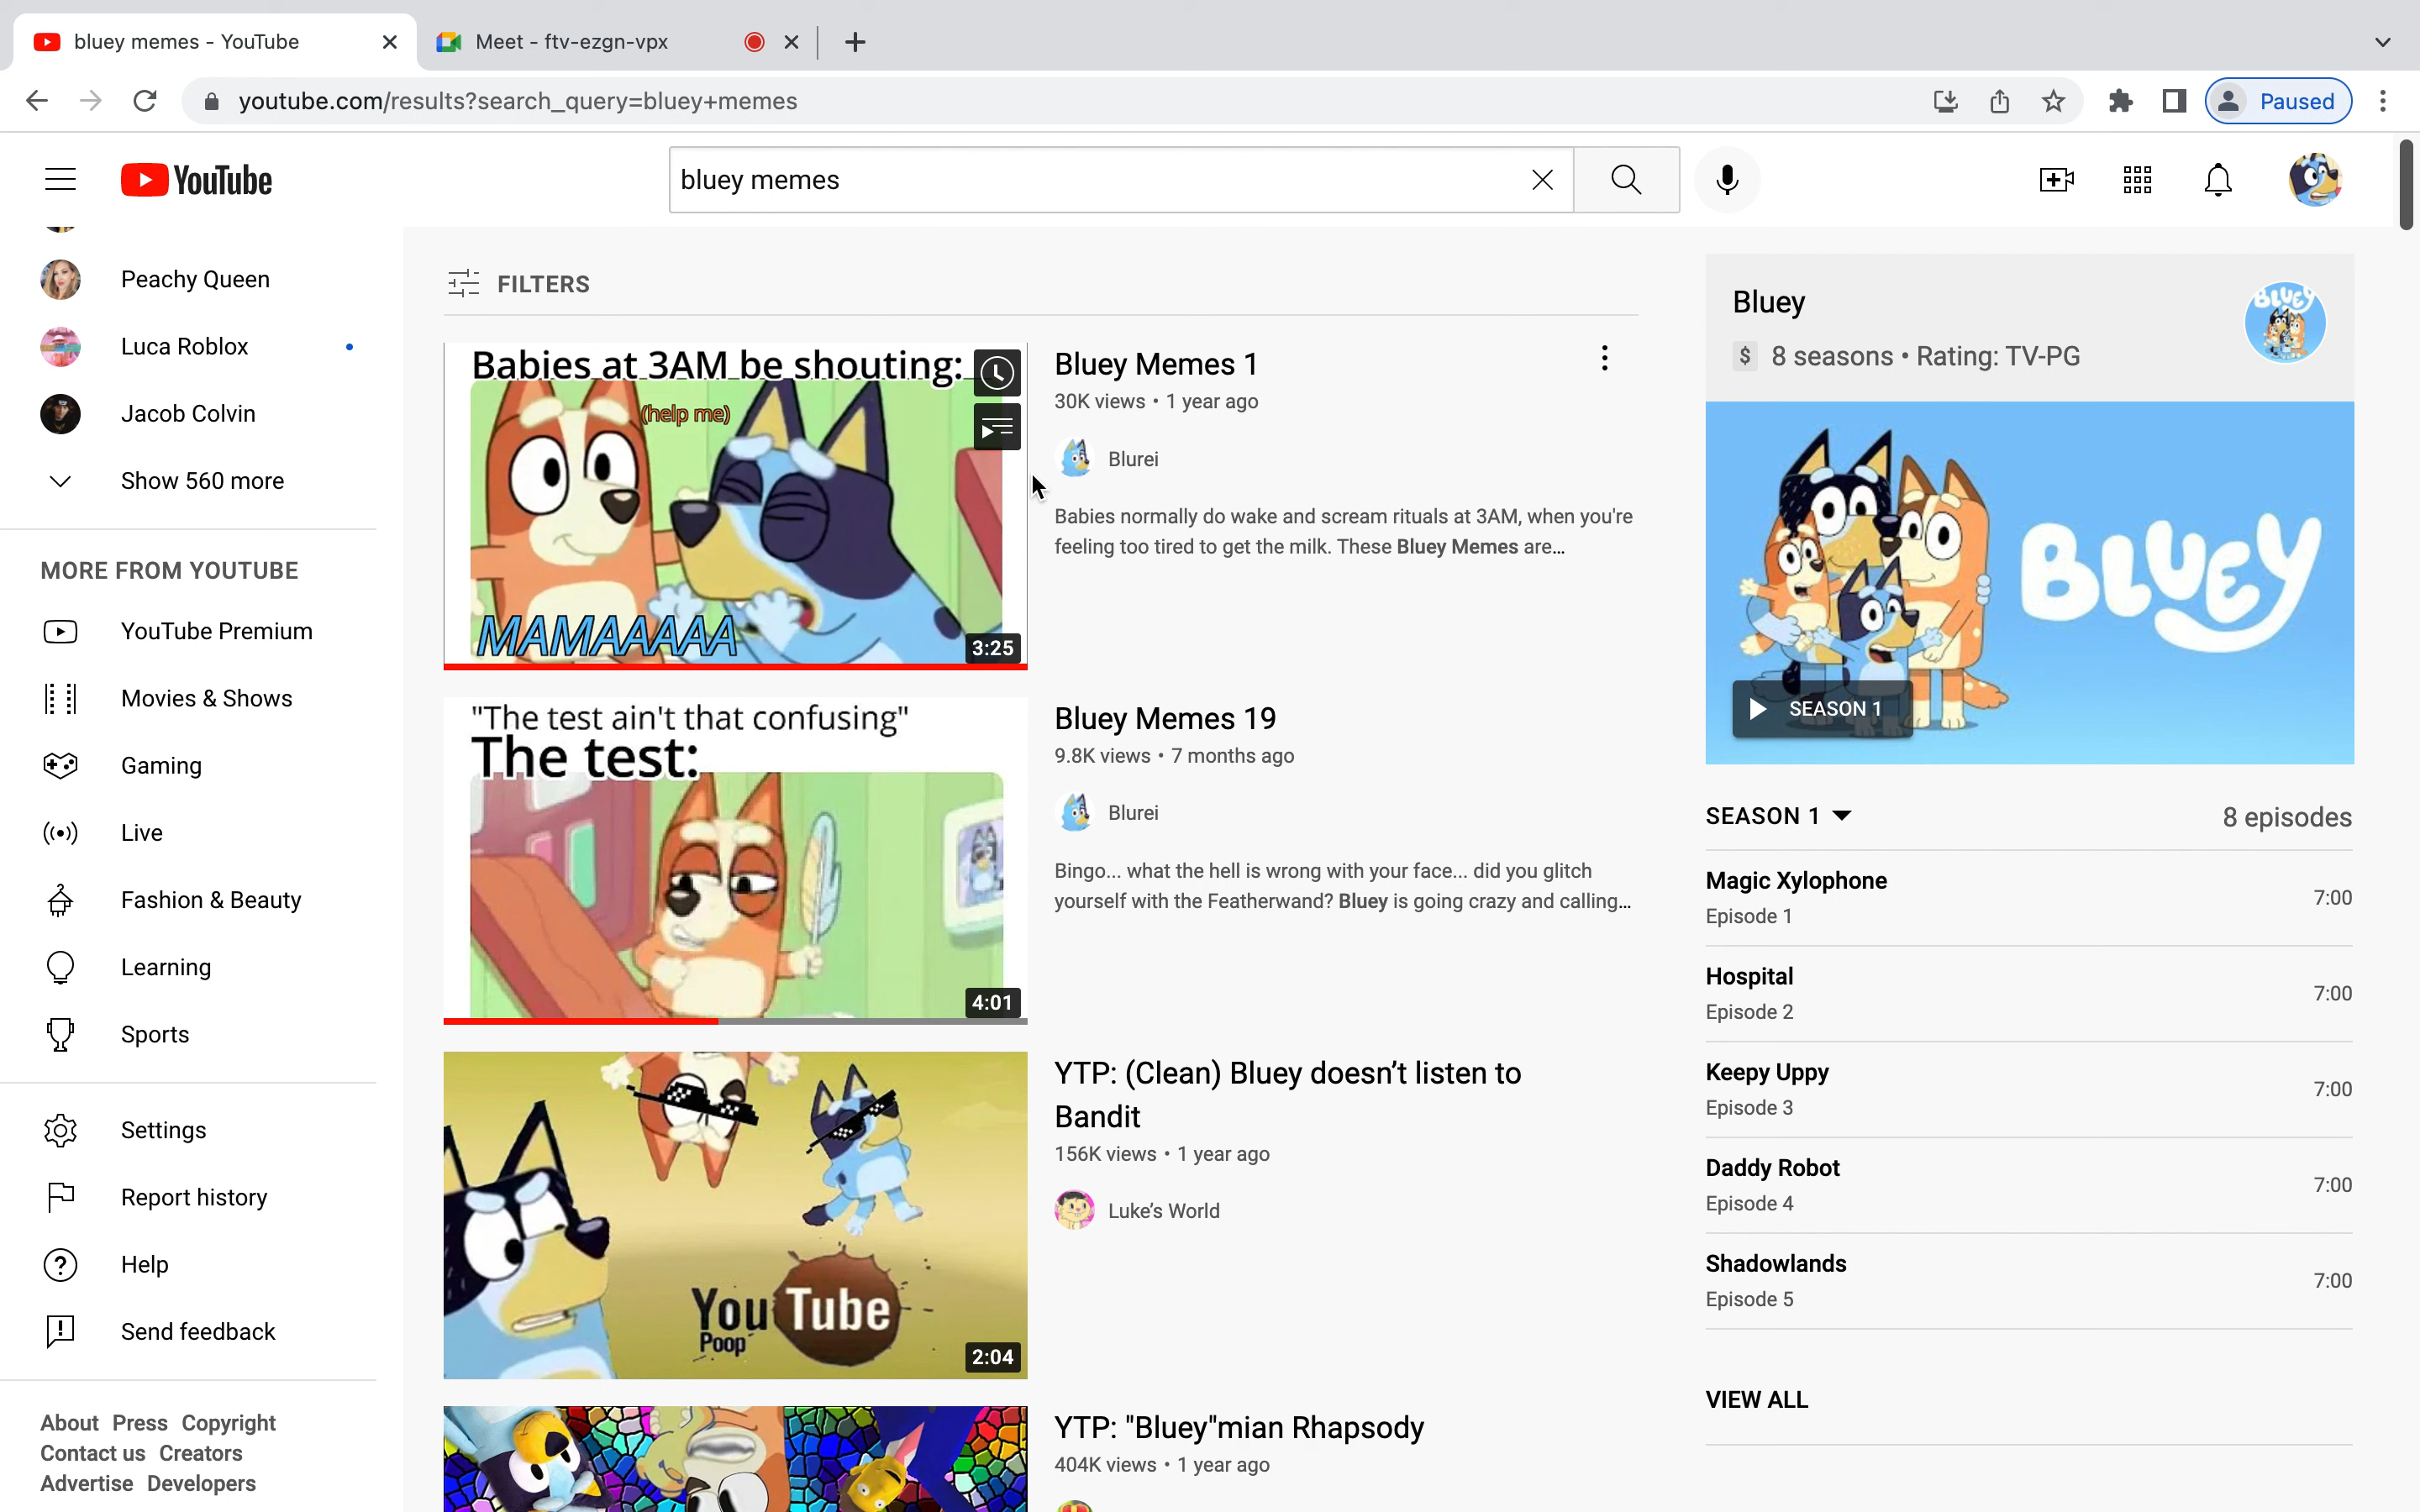 bluey memes - YouTube
Meet - ftv-ezgn-vpx
youtube.com/results?search_query=bluey+memes
Paused
YouTube
bluey memes
Peachy Queen
Luca Roblox
Jacob Colvin
Show 560 more
MORE FROM YOUTUBE
YouTube Premium
Movies & Shows
Gaming
Live
Fashion & Beauty
Learning
Sports
Settings
Report history
Help
Send feedback
About Press Copyright
Contact us Creators
Advertise Developers
FILTERS
Babies at 3AM be shouting:
(help me)
MAMAAAAA
3:25
Bluey Memes 1
30K views • 1 year ago
Blurei
Babies normally do wake and scream rituals at 3AM, when you're
feeling too tired to get the milk. These Bluey Memes are...
"The test ain't that confusing"
The test:
4:01
Bluey Memes 19
9.8K views • 7 months ago
Blurei
Bingo... what the hell is wrong with your face... did you glitch
yourself with the Featherwand? Bluey is going crazy and calling...
You Tube
Poop
2:04
YTP: (Clean) Bluey doesn’t listen to
Bandit
156K views • 1 year ago
Luke’s World
YTP: "Bluey"mian Rhapsody
404K views • 1 year ago
Bluey
$ 8 seasons • Rating: TV-PG
BLUEY
BLUEY
SEASON 1
SEASON 1
8 episodes
Magic Xylophone
Episode 1
7:00
Hospital
Episode 2
7:00
Keepy Uppy
Episode 3
7:00
Daddy Robot
Episode 4
7:00
Shadowlands
Episode 5
7:00
VIEW ALL